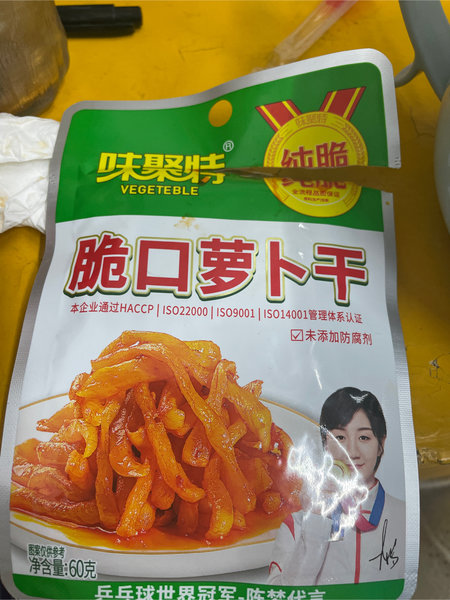 味聚特®
VEGETEBLE
味聚特
纯脆
脆口萝卜干
本企业通过HACCP | ISO22000 | ISO9001 | ISO14001管理体系认证
☑未添加防腐剂
图案仅供参考
净含量:60克
乒乓球世界冠军-陈梦代言